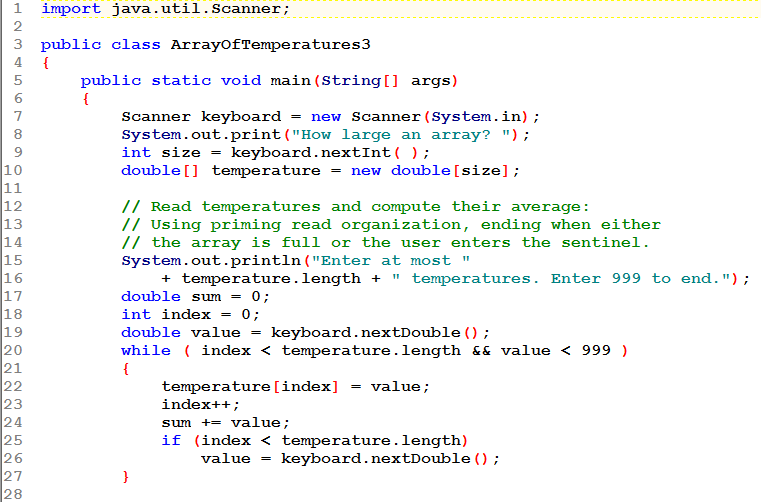 1 import java.util.Scanner;
2
3 public class ArrayOfTemperatures3
4 {
5     public static void main(String[] args)
6     {
7         Scanner keyboard = new Scanner(System.in);
8         System.out.print("How large an array? ");
9         int size = keyboard.nextInt( );
10         double[] temperature = new double[size];
11
12         // Read temperatures and compute their average:
13         // Using priming read organization, ending when either
14         // the array is full or the user enters the sentinel.
15         System.out.println("Enter at most "
16             + temperature.length + " temperatures. Enter 999 to end.");
17         double sum = 0;
18         int index = 0;
19         double value = keyboard.nextDouble();
20         while ( index < temperature.length && value < 999 )
21         {
22             temperature[index] = value;
23             index++;
24             sum += value;
25             if (index < temperature.length)
26                 value = keyboard.nextDouble();
27         }
28